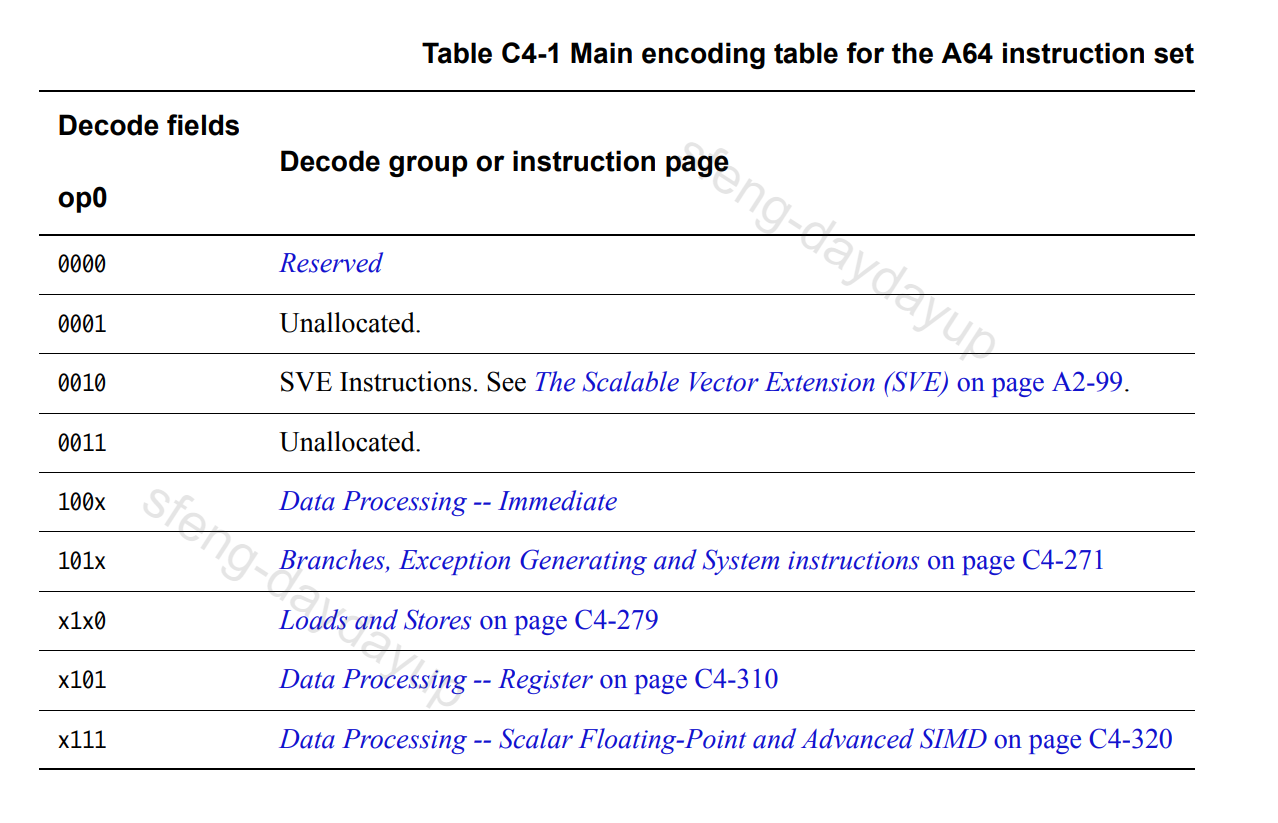 Table C4-1 Main encoding table for the A64 instruction set
Decode fields
Decode group or instruction page
op0
0000 Reserved
0001 Unallocated.
0010 SVE Instructions. See The Scalable Vector Extension (SVE) on page A2-99.
0011 Unallocated.
100x Data Processing -- Immediate
101x Branches, Exception Generating and System instructions on page C4-271
x1x0 Loads and Stores on page C4-279
x101 Data Processing -- Register on page C4-310
x111 Data Processing -- Scalar Floating-Point and Advanced SIMD on page C4-320
sfeng-daydayup
sfeng-daydayup